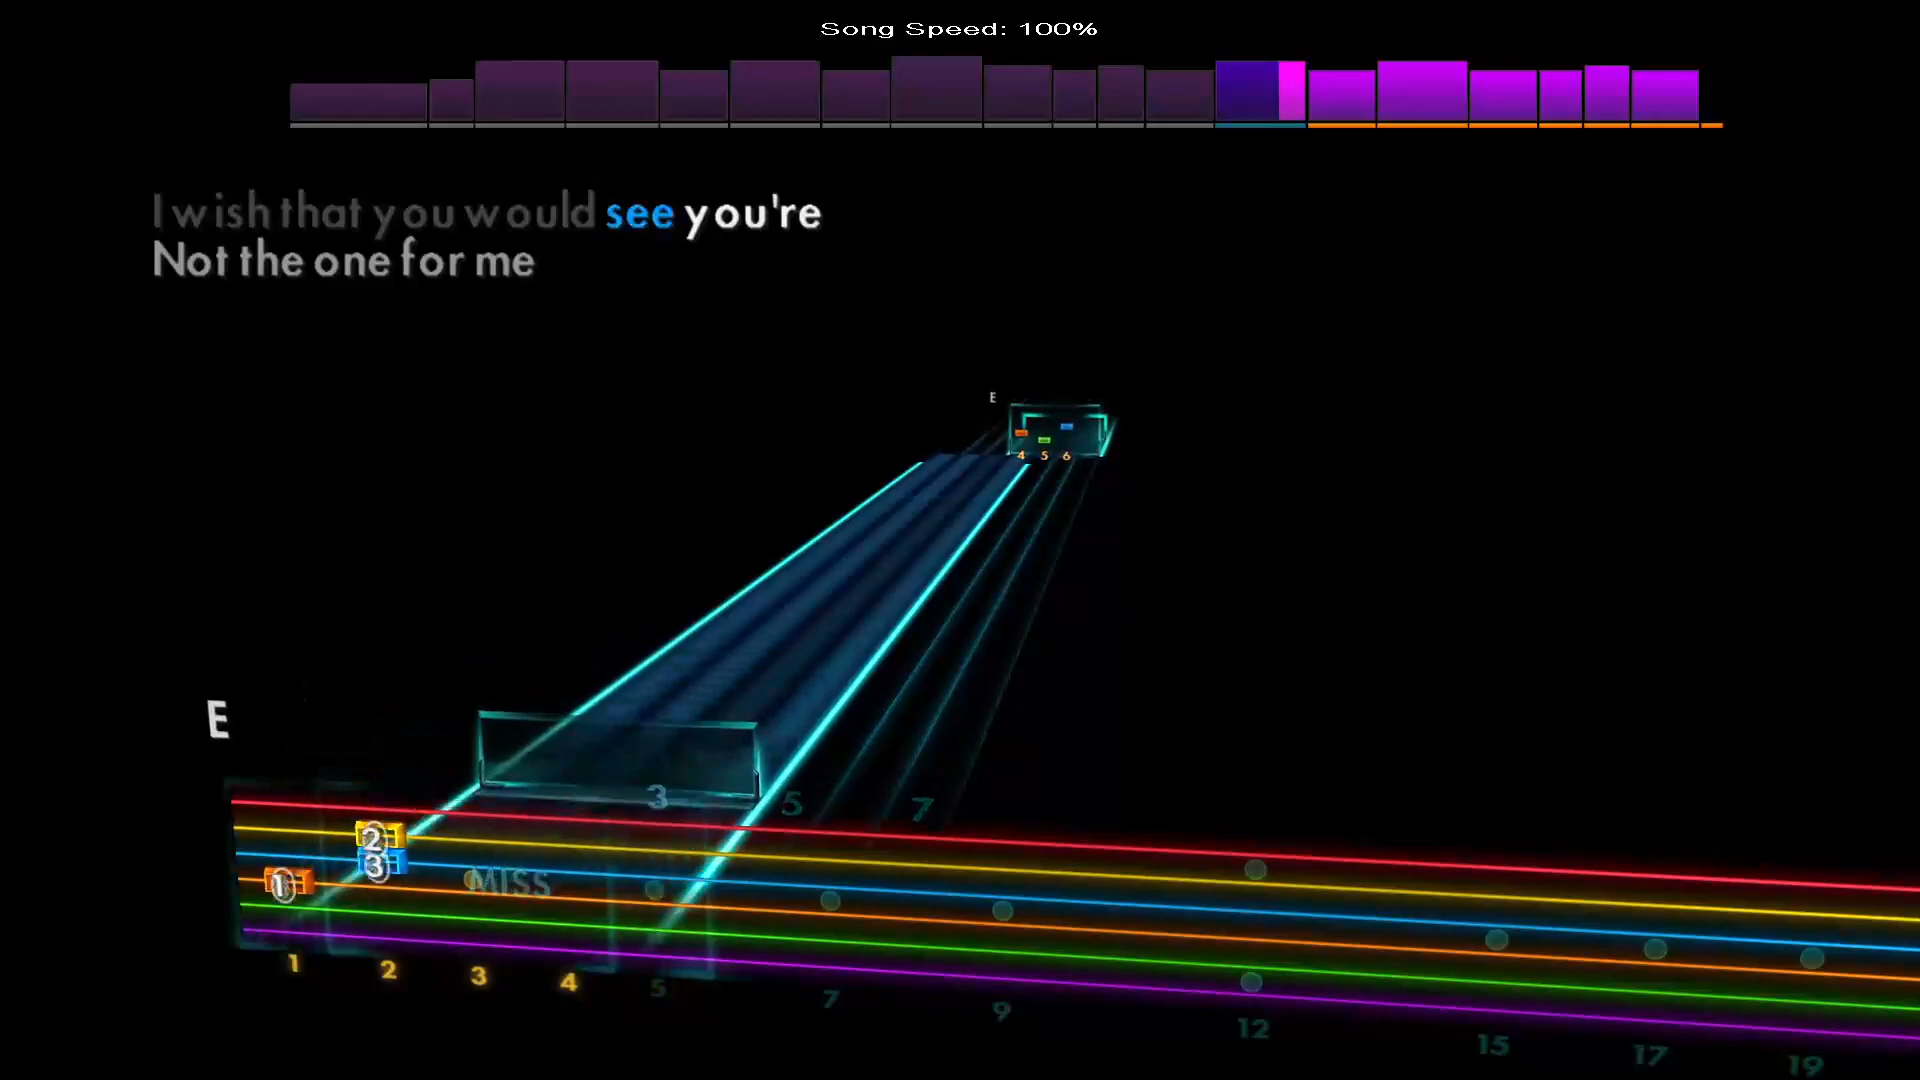 Song Speed: 100%
I wish that you would see you're
Not the one for me
E
4 5 6
E
3 5 7
2
3
1
MISS
1 2 3 4 5 7 9 12 15 17 19